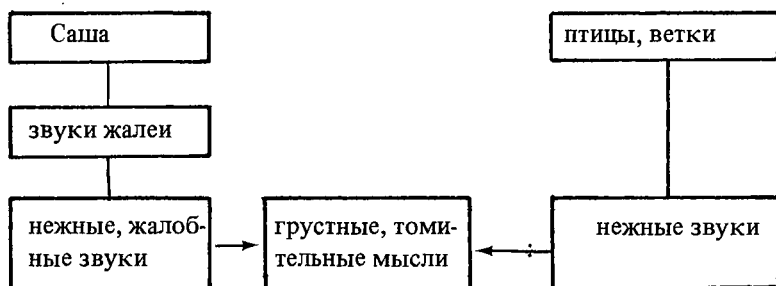 Саша
птицы, ветки
звуки жалеи
нежные, жалоб-
ные звуки
грустные, томи-
тельные мысли
нежные звуки